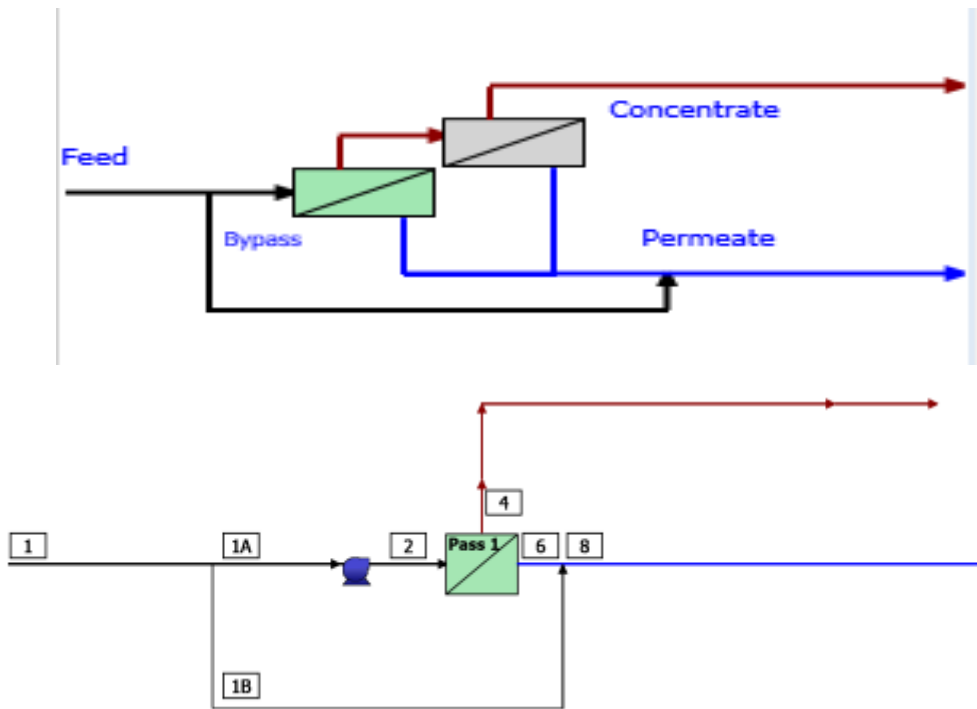 Concentrate
Feed
Bypass
Permeate
4
1
1A
2
Pass 1
6
8
1B